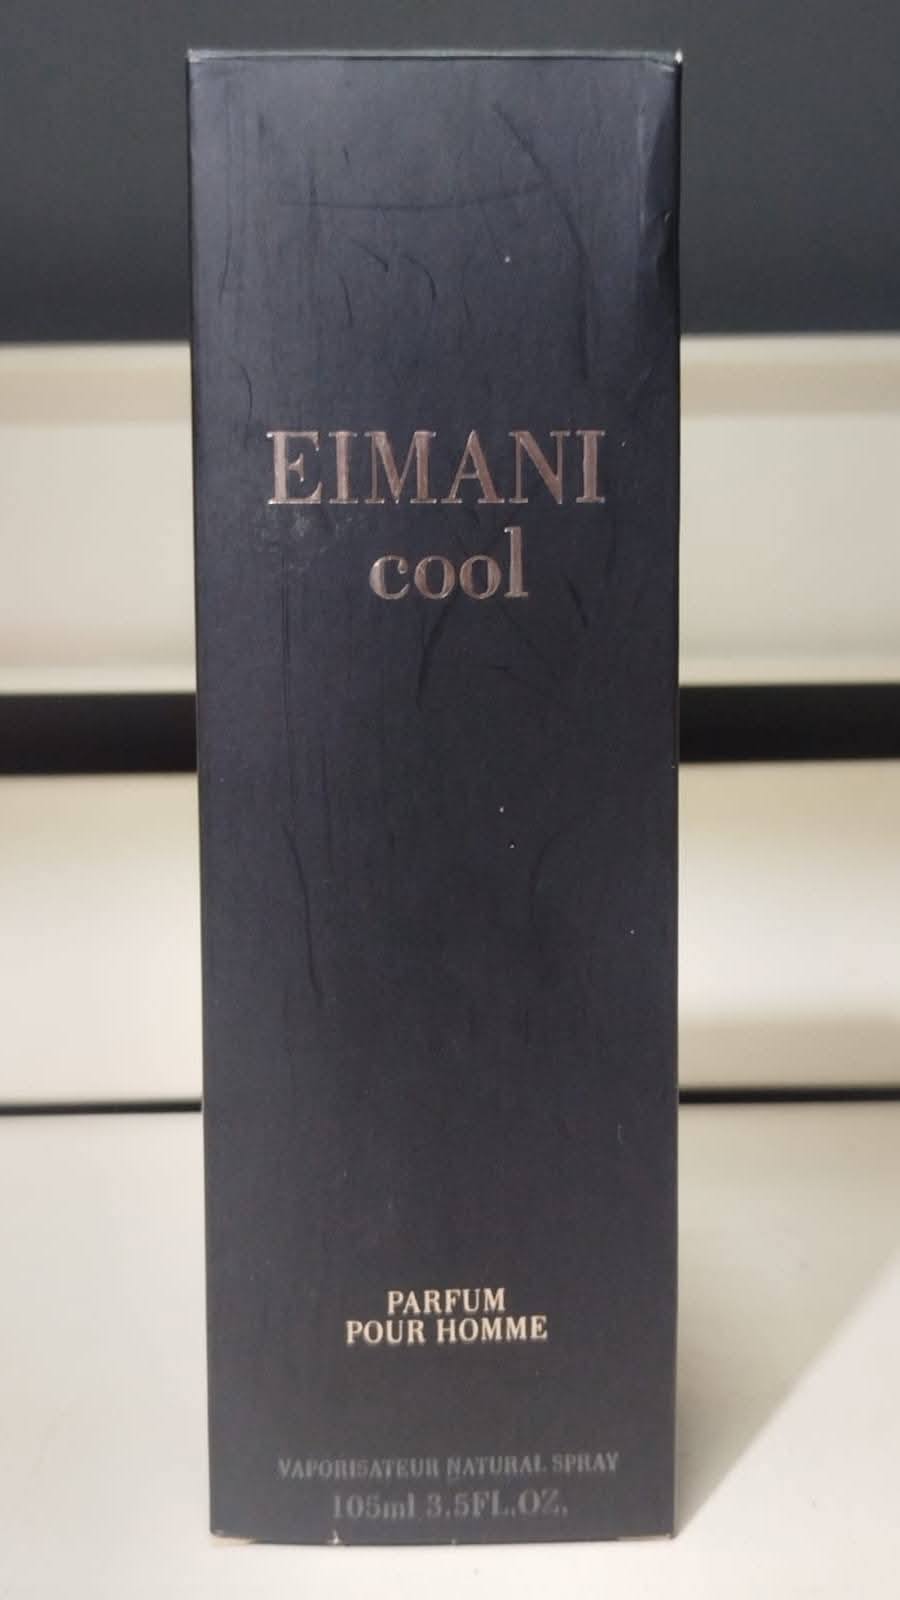 EIMANI
cool
PARFUM
POUR HOMME
VAPORISATEUR NATURAL SPRAY
105ml 3.5FL.OZ.